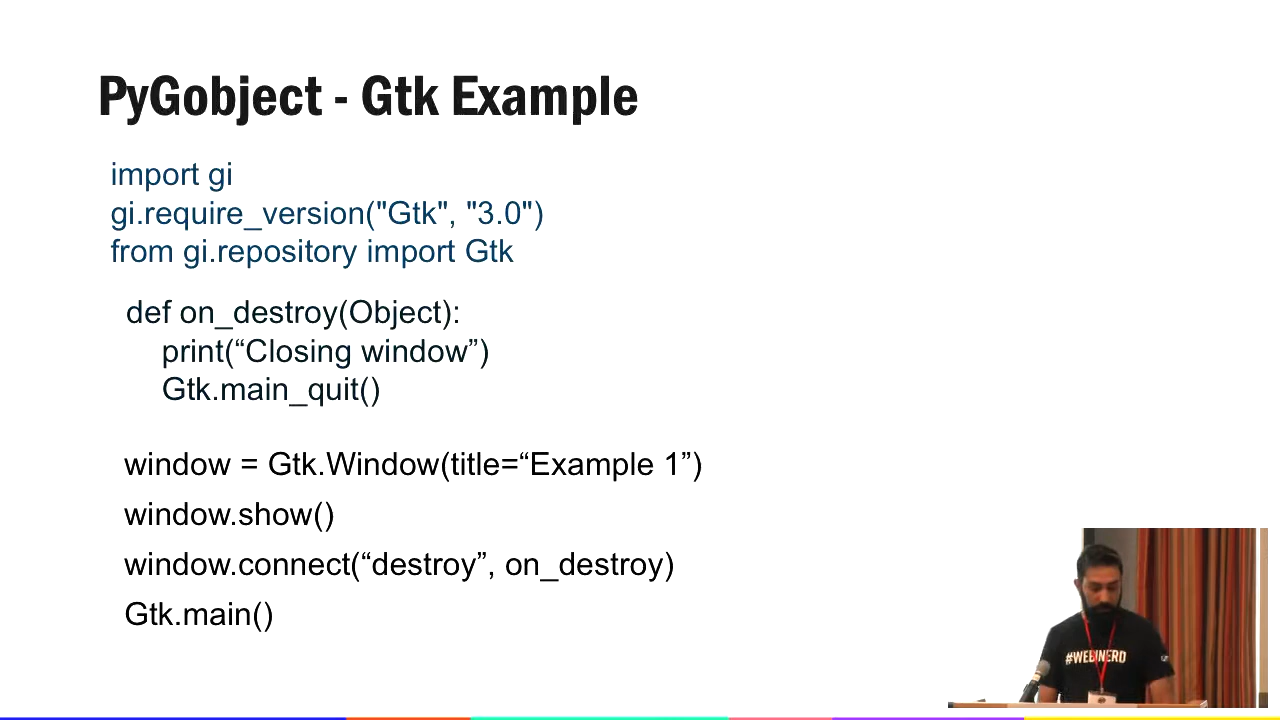 PyGobject - Gtk Example
import gi
gi.require_version("Gtk", "3.0")
from gi.repository import Gtk
def on_destroy(Object):
print(“Closing window”)
Gtk.main_quit()
window = Gtk.Window(title=“Example 1”)
window.show()
window.connect(“destroy”, on_destroy)
Gtk.main()